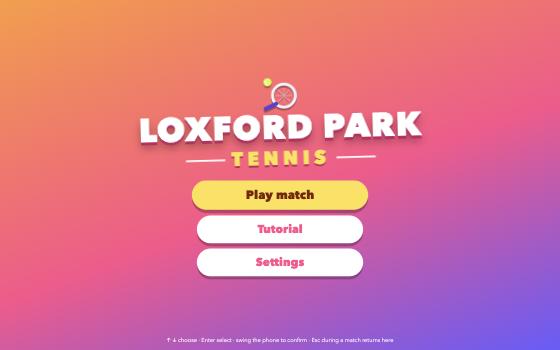 LOXFORD PARK
TENNIS
Play match
Tutorial
Settings
↑ ↓ choose · Enter select · swing the phone to confirm · Esc during a match returns here